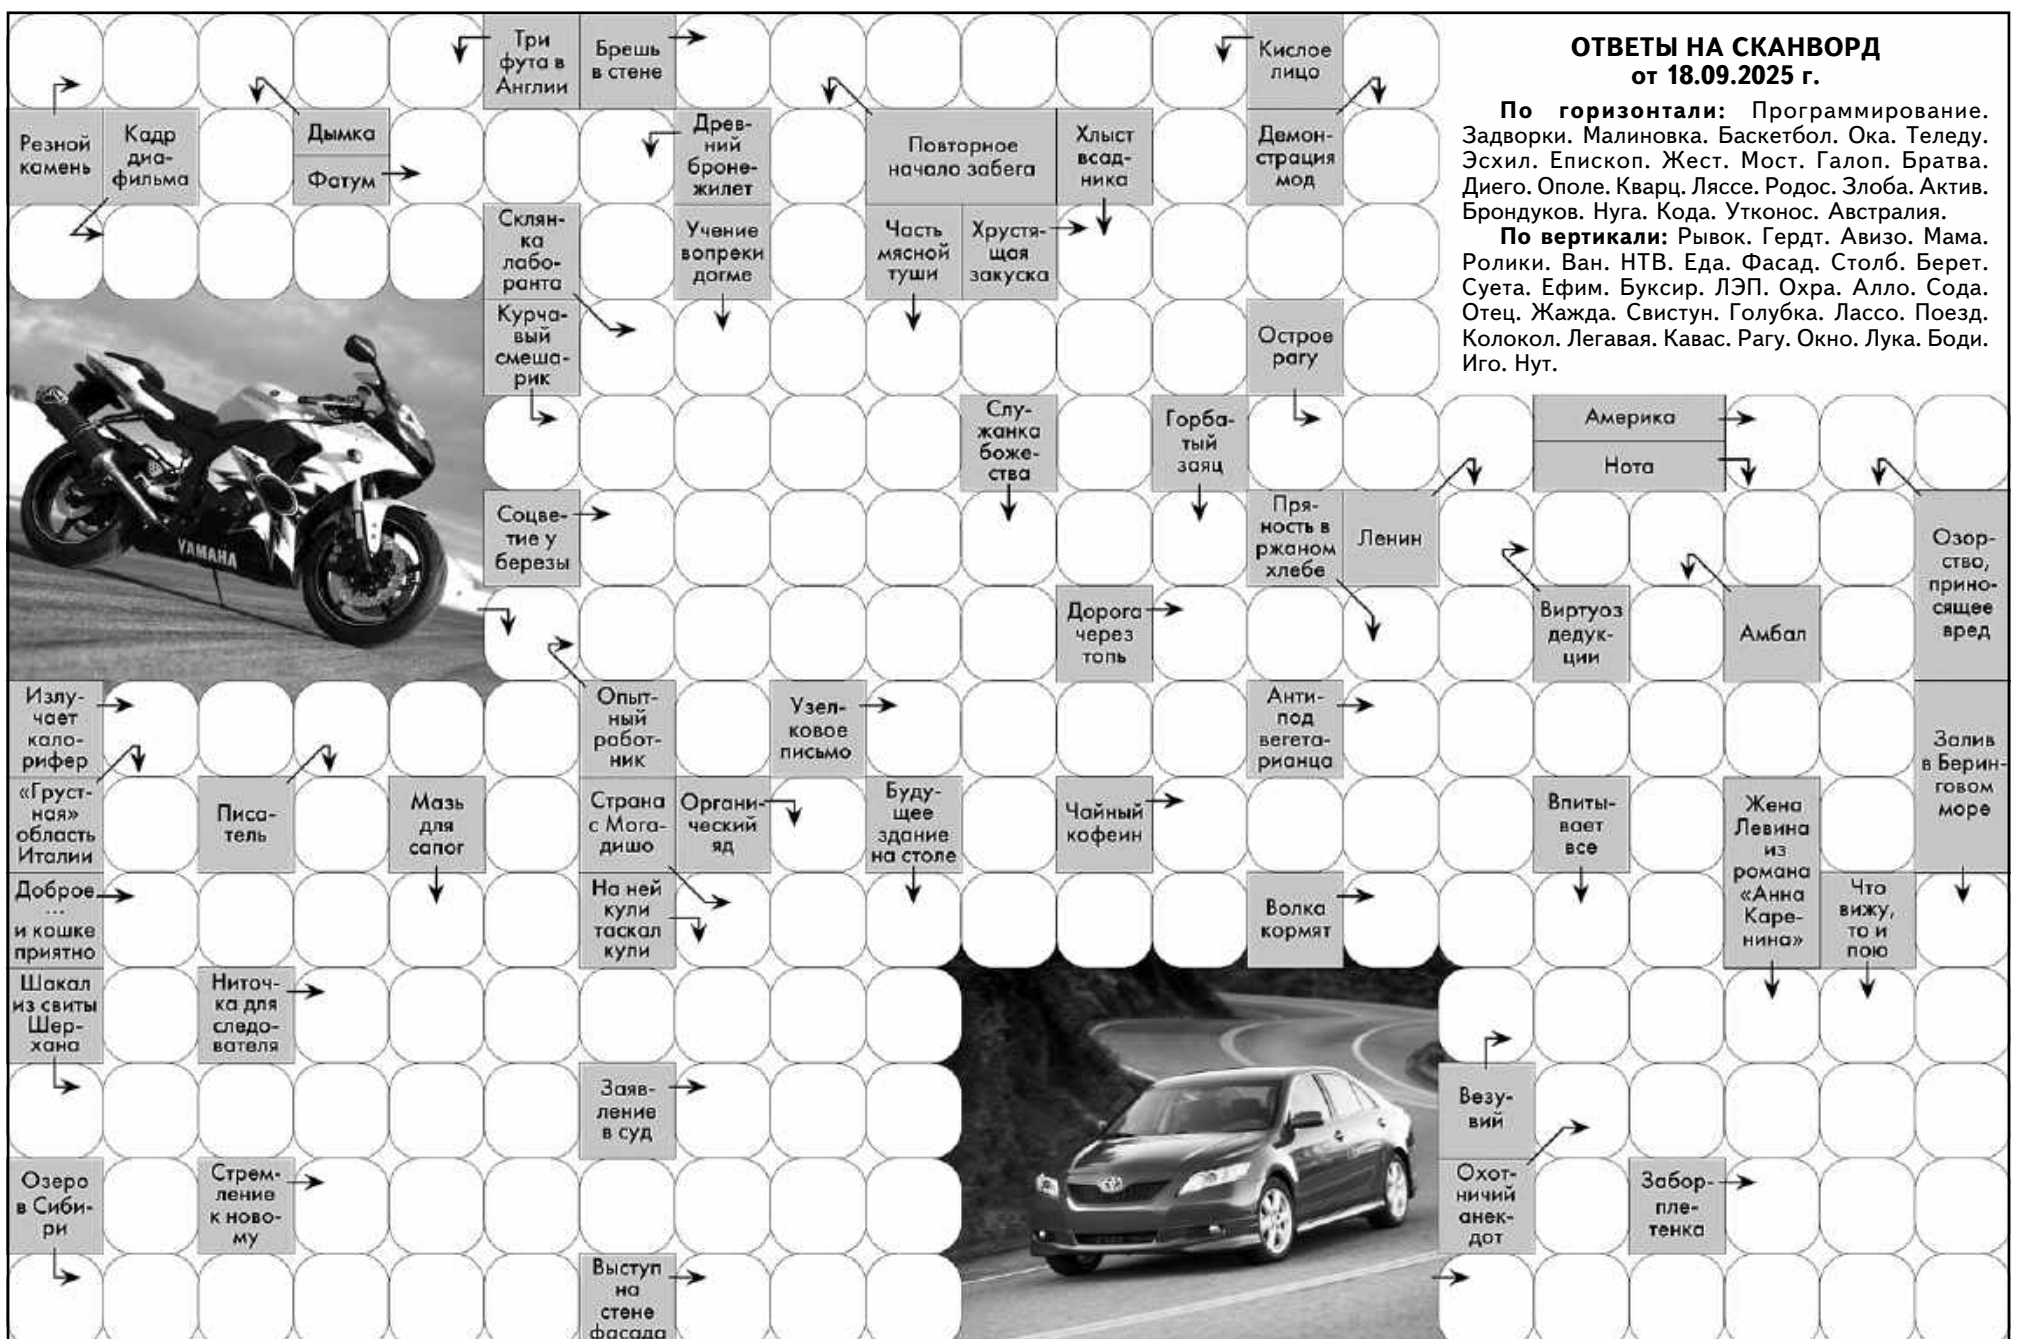 Три
фута в
Англии
Брешь
в стене
Кислое
лицо
ОТВЕТЫ НА СКАНВОРД
от 18.09.2025 г.
По горизонтали: Программирование.
Задворки. Малиновка. Баскетбол. Ока. Теледу.
Эсхил. Епископ. Жест. Мост. Галоп. Братва.
Диего. Ополе. Кварц. Ляссе. Родос. Злоба. Актив.
Брондуков. Нуга. Кода. Утконос. Австралия.
По вертикали: Рывок. Гердт. Авизо. Мама.
Ролики. Ван. НТВ. Еда. Фасад. Столб. Берет.
Суета. Ефим. Буксир. ЛЭП. Охра. Алло. Сода.
Отец. Жажда. Свистун. Голубка. Лассо. Поезд.
Колокол. Легавая. Кавас. Рагу. Окно. Лука. Боди.
Иго. Нут.
Резной
камень
Кадр
диа-
фильма
Дымка
Фатум
Древ-
ний
броне-
жилет
Повторное
начало забега
Хлыст
всад-
ника
Демон-
страция
мод
Склян-
ка
лабо-
ранта
Учение
вопреки
догме
Часть
мясной
туши
Хрустя-
щая
закуска
Курча-
вый
смеша-
рик
Острое
рагу
Слу-
жанка
боже-
ства
Горба-
тый
заяц
Америка
Нота
Соцве-
тие у
березы
Пря-
ность в
ржаном
хлебе
Ленин
Озор-
ство,
прино-
сящее
вред
YAMAHA
Дорога
через
топь
Виртуоз
дедук-
ции
Амбал
Излу-
чает
кало-
рифер
Опыт-
ный
работ-
ник
Узел-
ковое
письмо
Анти-
под
вегета-
рианца
Залив
в Берин-
говом
море
«Груст-
ная»
область
Италии
Писа-
тель
Мазь
для
сапог
Страна
с Мога-
дишо
Органи-
ческий
яд
Буду-
щее
здание
на столе
Чайный
кофеин
Впиты-
вает
все
Жена
Левина
из
романа
«Анна
Каре-
нина»
Доброе
...
и кошке
приятно
На ней
кули
таскал
кули
Волка
кормят
Что
вижу,
то и
пою
Шакал
из свиты
Шер-
хана
Ниточ-
ка для
следо-
вателя
Заяв-
ление
в суд
Везу-
вий
Озеро
в Сиби-
ри
Стрем-
ление
к ново-
му
Охот-
ничий
анек-
дот
Забор-
пле-
тенка
Выступ
на
стене
фасада